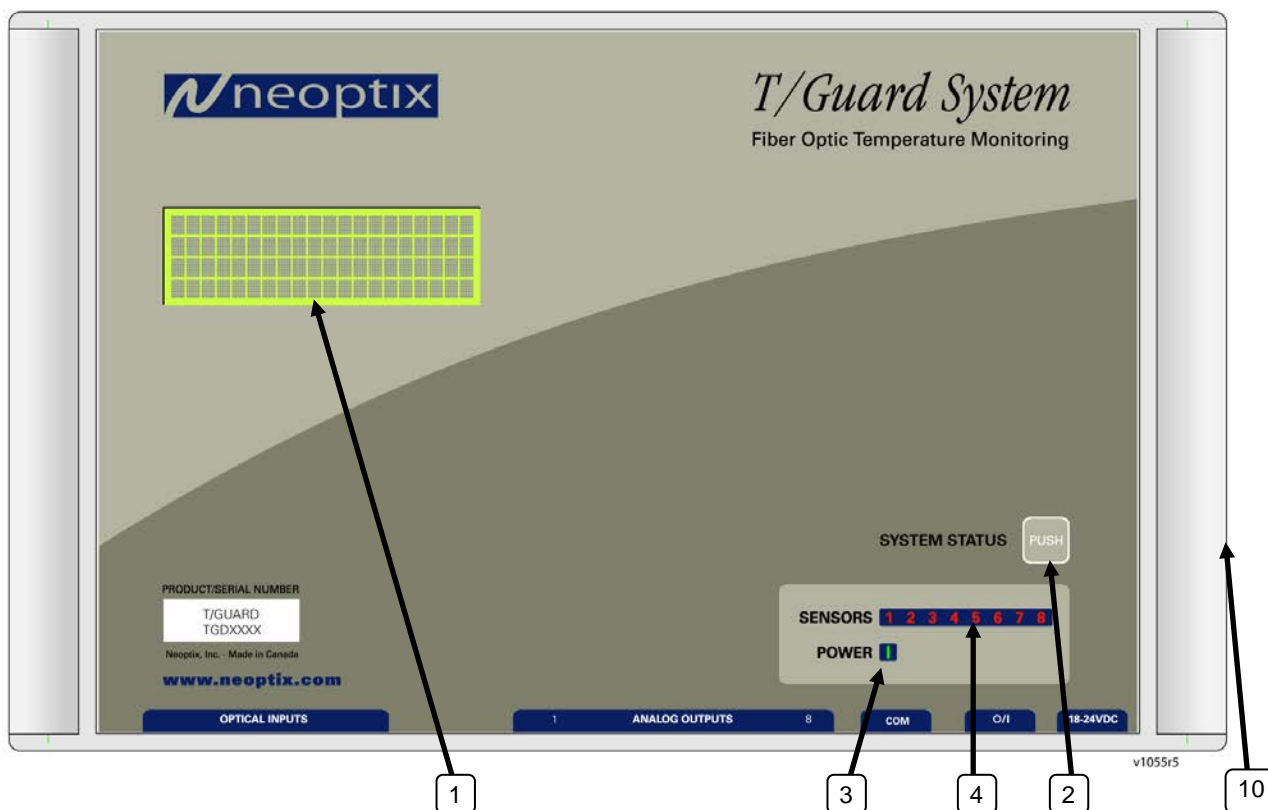 neoptix
T/Guard System
Fiber Optic Temperature Monitoring
SYSTEM STATUS PUSH
PRODUCT/SERIAL NUMBER
T/GUARD
TGDXXXX
Neoptix, Inc. - Made in Canada
www.neoptix.com
SENSORS 1 2 3 4 5 6 7 8
POWER I
OPTICAL INPUTS 1 ANALOG OUTPUTS 8 COM O/I 18-24VDC
v1055r5
1 3 4 2 10